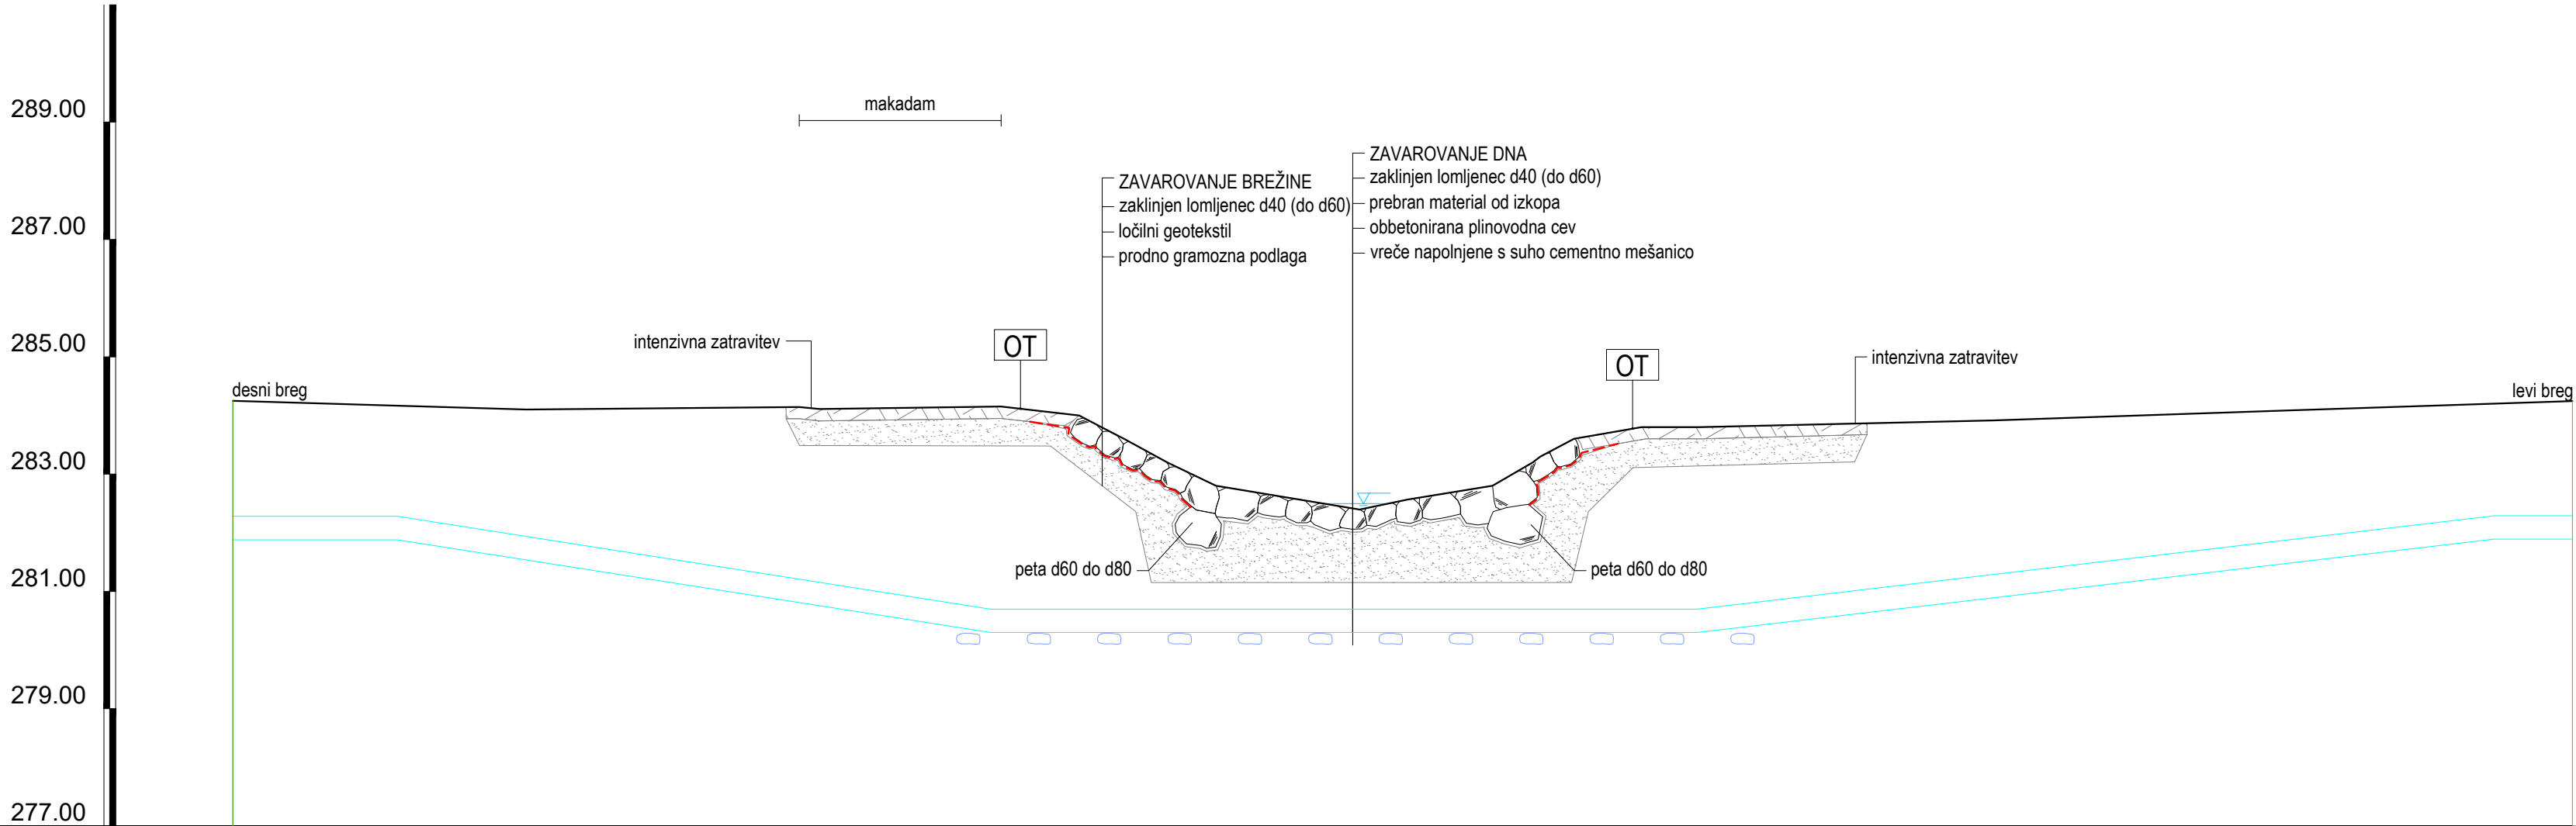 289.00
287.00
285.00
283.00
281.00
279.00
277.00
makadam
ZAVAROVANJE BREŽINE
zaklinjen lomljenec d40 (do d60)
ločilni geotekstil
prodno gramozna podlaga
ZAVAROVANJE DNA
zaklinjen lomljenec d40 (do d60)
prebran material od izkopa
obbetonirana plinovodna cev
vreče napolnjene s suho cementno mešanico
intenzivna zatravitev
OT
OT
intenzivna zatravitev
desni breg
levi breg
peta d60 do d80
peta d60 do d80